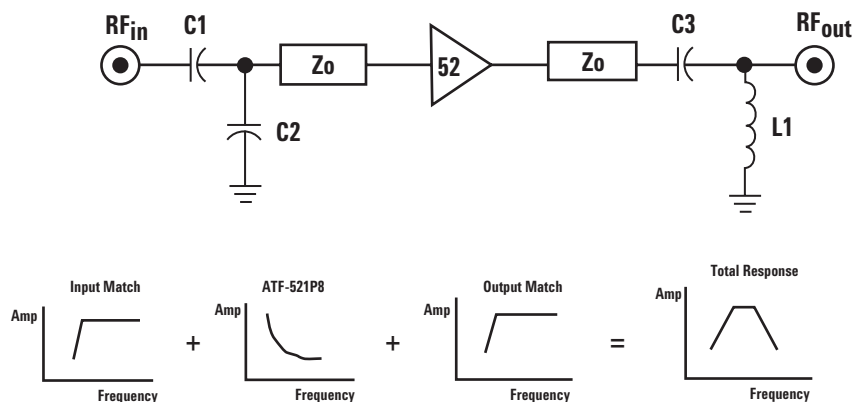 RFin C1 C3 RFout
Zo 52 Zo
C2 L1
Input Match ATF-521P8 Output Match Total Response
Amp Amp Amp Amp
+ + =
Frequency Frequency Frequency Frequency